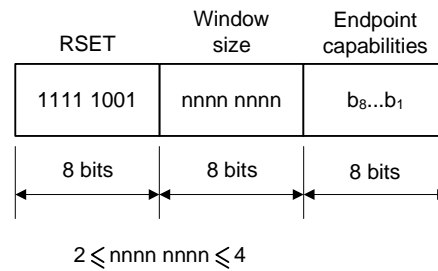 RSET
Window
size
Endpoint
capabilities
1111 1001
nnnn nnnn
b₈...b₁
8 bits
8 bits
8 bits
2 ⩽ nnnn nnnn ⩽ 4